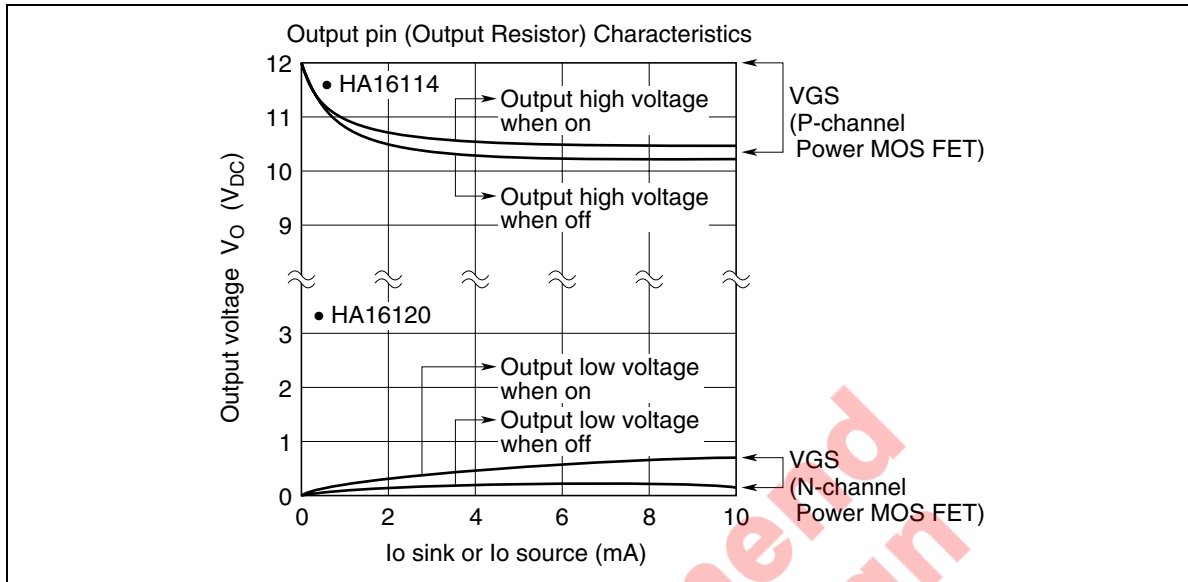 Output pin (Output Resistor) Characteristics
12
11
10
9
3
2
1
0
• HA16114
Output high voltage
when on
Output high voltage
when off
VGS
(P-channel
Power MOS FET)
Output voltage VO (VDC)
• HA16120
Output low voltage
when on
Output low voltage
when off
VGS
(N-channel
Power MOS FET)
0 2 4 6 8 10
Io sink or Io source (mA)